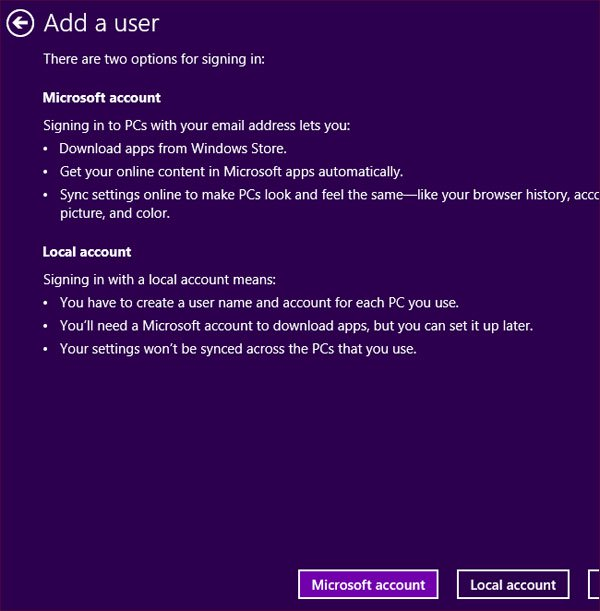 Add a user
There are two options for signing in:
Microsoft account
Signing in to PCs with your email address lets you:
• Download apps from Windows Store.
• Get your online content in Microsoft apps automatically.
• Sync settings online to make PCs look and feel the same—like your browser history,
picture, and color.
Local account
Signing in with a local account means:
• You have to create a user name and account for each PC you use.
• You'll need a Microsoft account to download apps, but you can set it up later.
• Your settings won't be synced across the PCs that you use.
Microsoft account Local account